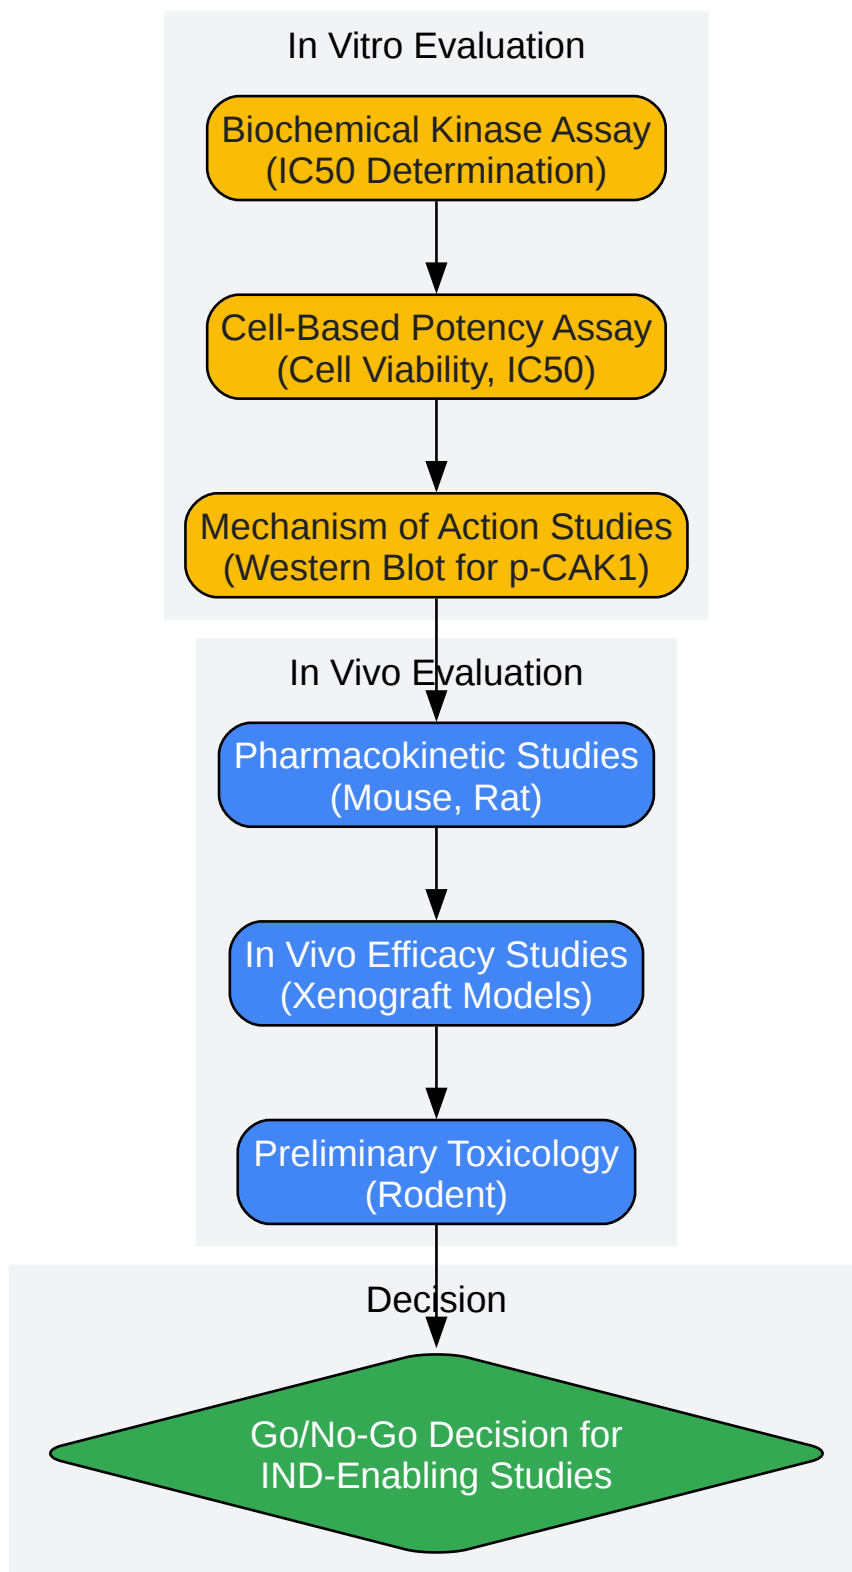 In Vitro Evaluation
Biochemical Kinase Assay
(IC50 Determination)
Cell-Based Potency Assay
(Cell Viability, IC50)
Mechanism of Action Studies
(Western Blot for p-CAK1)
In Vivo Evaluation
Pharmacokinetic Studies
(Mouse, Rat)
In Vivo Efficacy Studies
(Xenograft Models)
Preliminary Toxicology
(Rodent)
Decision
Go/No-Go Decision for
IND-Enabling Studies